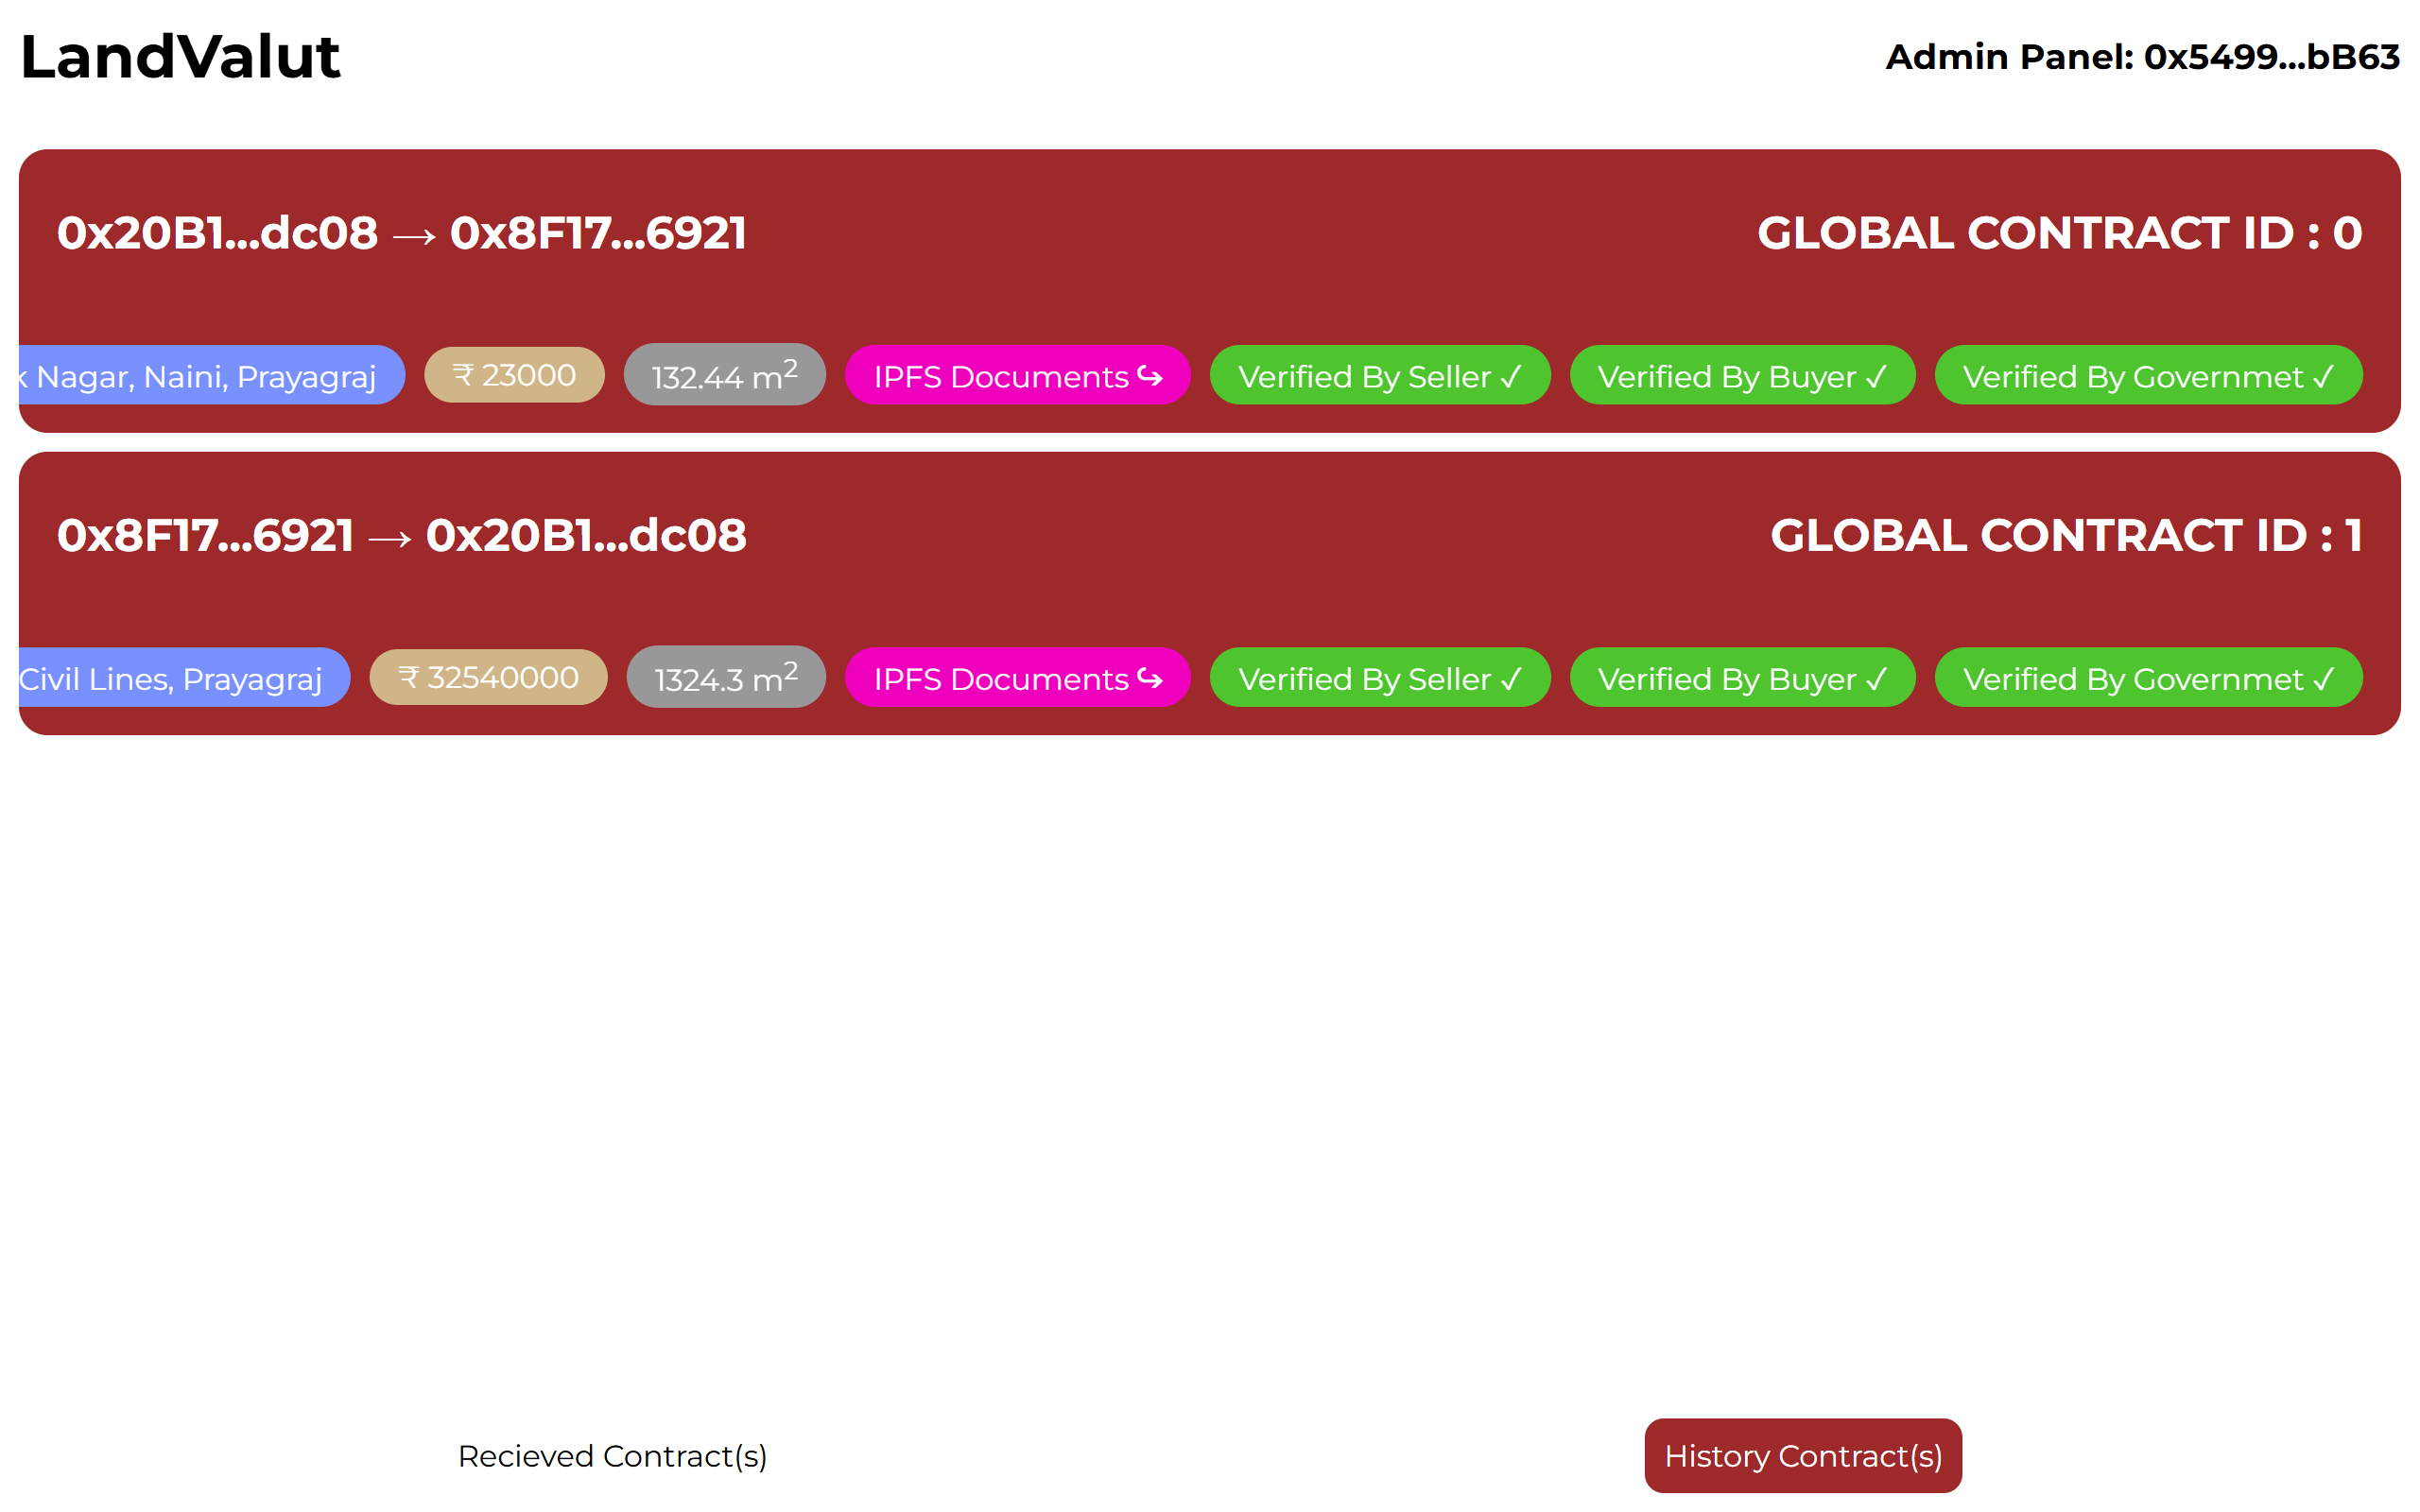 LandValut
Admin Panel: 0x5499...bB63
0x20B1...dc08 → 0x8F17...6921
GLOBAL CONTRACT ID : 0
Nagar, Naini, Prayagraj
₹ 23000
132.44 m²
IPFS Documents ↪
Verified By Seller ✓
Verified By Buyer ✓
Verified By Governmet ✓
0x8F17...6921 → 0x20B1...dc08
GLOBAL CONTRACT ID : 1
Civil Lines, Prayagraj
₹ 32540000
1324.3 m²
IPFS Documents ↪
Verified By Seller ✓
Verified By Buyer ✓
Verified By Governmet ✓
Recieved Contract(s)
History Contract(s)